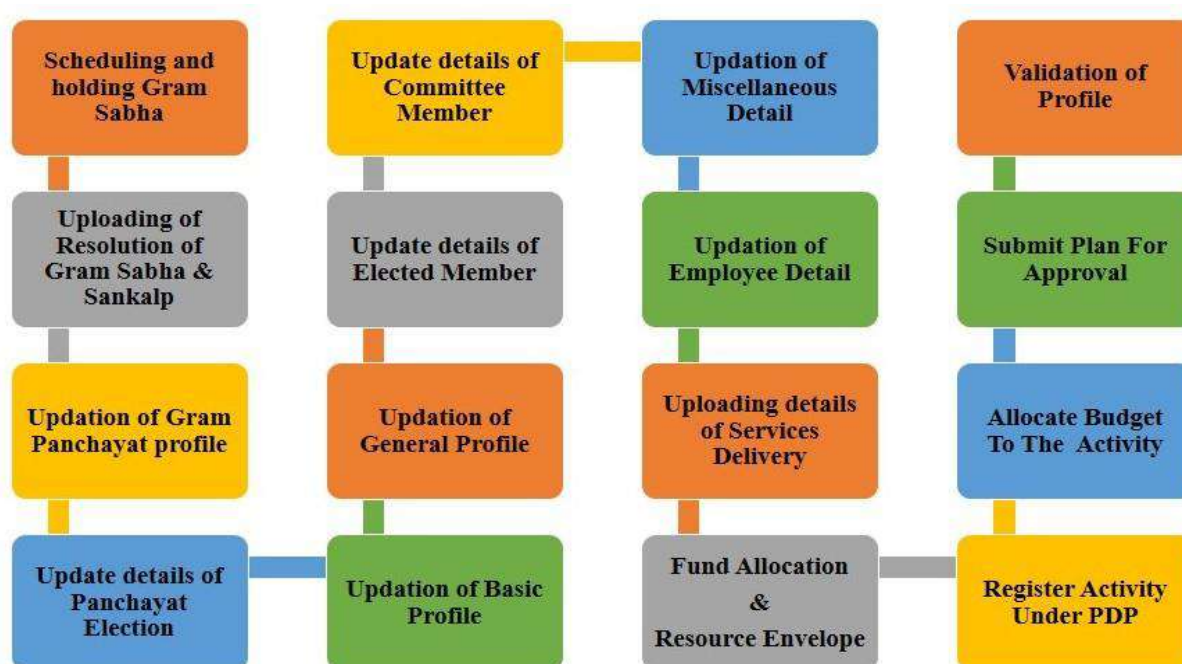 Scheduling and
holding Gram
Sabha
Uploading of
Resolution of
Gram Sabha &
Sankalp
Updation of Gram
Panchayat profile
Update details of
Panchayat
Election
Updation of Basic
Profile
Updation of
General Profile
Update details of
Elected Member
Update details of
Committee
Member
Updation of
Miscellaneous
Detail
Updation of
Employee Detail
Uploading details
of Services
Delivery
Fund Allocation
&
Resource Envelope
Register Activity
Under PDP
Allocate Budget
To The Activity
Submit Plan For
Approval
Validation of
Profile